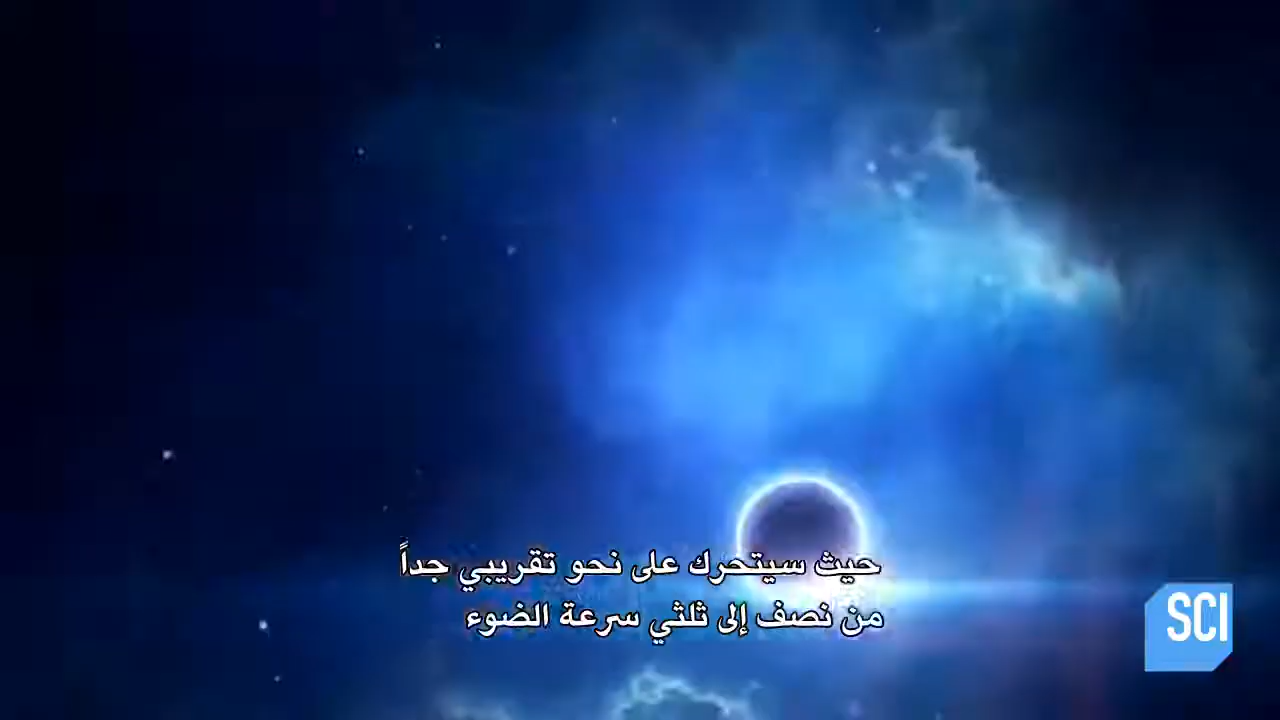 حيث سيتحرك على نحو تقريبي جداً
من نصف إلى ثلثي سرعة الضوء
SCI